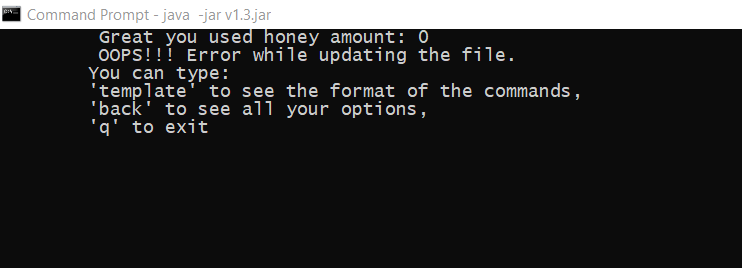 Command Prompt - java  -jar v1.3.jar
Great you used honey amount: 0
OOPS!!! Error while updating the file.
You can type:
'template' to see the format of the commands,
'back' to see all your options,
'q' to exit